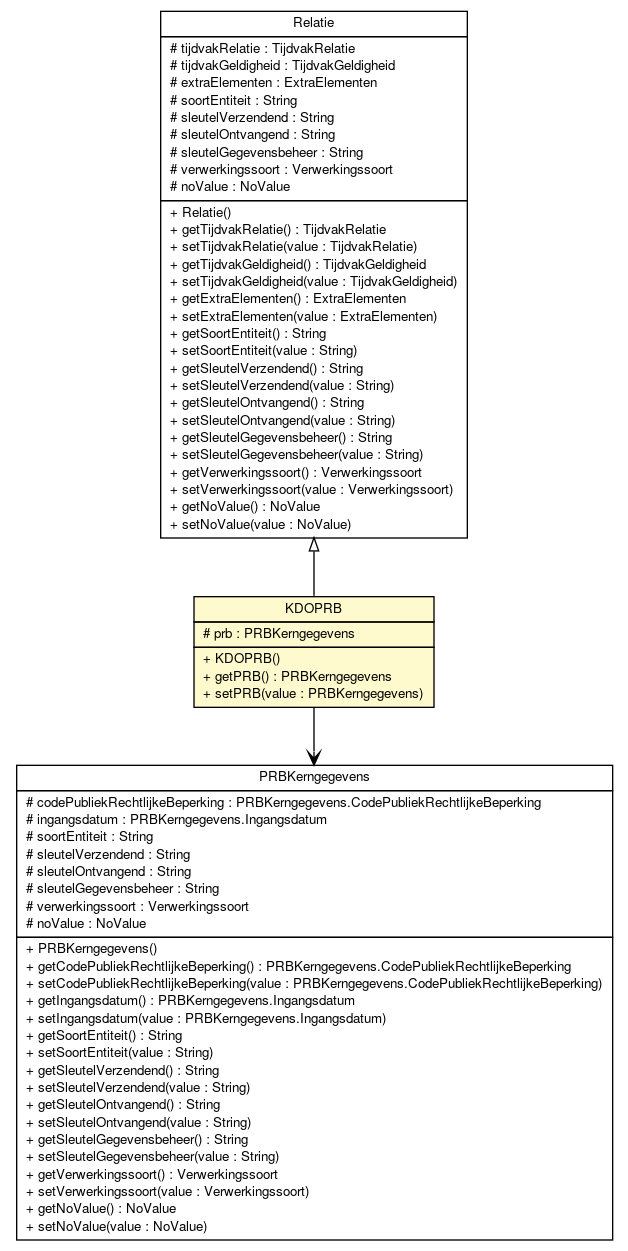 Relatie
# tijdvakRelatie : TijdvakRelatie
# tijdvakGeldigheid : TijdvakGeldigheid
# extraElementen : ExtraElementen
# soortEntiteit : String
# sleutelVerzendend : String
# sleutelOntvangend : String
# sleutelGegevensbeheer : String
# verwerkingssoort : Verwerkingssoort
# noValue : NoValue
+ Relatie()
+ getTijdvakRelatie() : TijdvakRelatie
+ setTijdvakRelatie(value : TijdvakRelatie)
+ getTijdvakGeldigheid() : TijdvakGeldigheid
+ setTijdvakGeldigheid(value : TijdvakGeldigheid)
+ getExtraElementen() : ExtraElementen
+ setExtraElementen(value : ExtraElementen)
+ getSoortEntiteit() : String
+ setSoortEntiteit(value : String)
+ getSleutelVerzendend() : String
+ setSleutelVerzendend(value : String)
+ getSleutelOntvangend() : String
+ setSleutelOntvangend(value : String)
+ getSleutelGegevensbeheer() : String
+ setSleutelGegevensbeheer(value : String)
+ getVerwerkingssoort() : Verwerkingssoort
+ setVerwerkingssoort(value : Verwerkingssoort)
+ getNoValue() : NoValue
+ setNoValue(value : NoValue)
KDOPRB
# prb : PRBKerngegevens
+ KDOPRB()
+ getPRB() : PRBKerngegevens
+ setPRB(value : PRBKerngegevens)
PRBKerngegevens
# codePubliekRechtlijkeBeperking : PRBKerngegevens.CodePubliekRechtlijkeBeperking
# ingangsdatum : PRBKerngegevens.Ingangsdatum
# soortEntiteit : String
# sleutelVerzendend : String
# sleutelOntvangend : String
# sleutelGegevensbeheer : String
# verwerkingssoort : Verwerkingssoort
# noValue : NoValue
+ PRBKerngegevens()
+ getCodePubliekRechtlijkeBeperking() : PRBKerngegevens.CodePubliekRechtlijkeBeperking
+ setCodePubliekRechtlijkeBeperking(value : PRBKerngegevens.CodePubliekRechtlijkeBeperking)
+ getIngangsdatum() : PRBKerngegevens.Ingangsdatum
+ setIngangsdatum(value : PRBKerngegevens.Ingangsdatum)
+ getSoortEntiteit() : String
+ setSoortEntiteit(value : String)
+ getSleutelVerzendend() : String
+ setSleutelVerzendend(value : String)
+ getSleutelOntvangend() : String
+ setSleutelOntvangend(value : String)
+ getSleutelGegevensbeheer() : String
+ setSleutelGegevensbeheer(value : String)
+ getVerwerkingssoort() : Verwerkingssoort
+ setVerwerkingssoort(value : Verwerkingssoort)
+ getNoValue() : NoValue
+ setNoValue(value : NoValue)